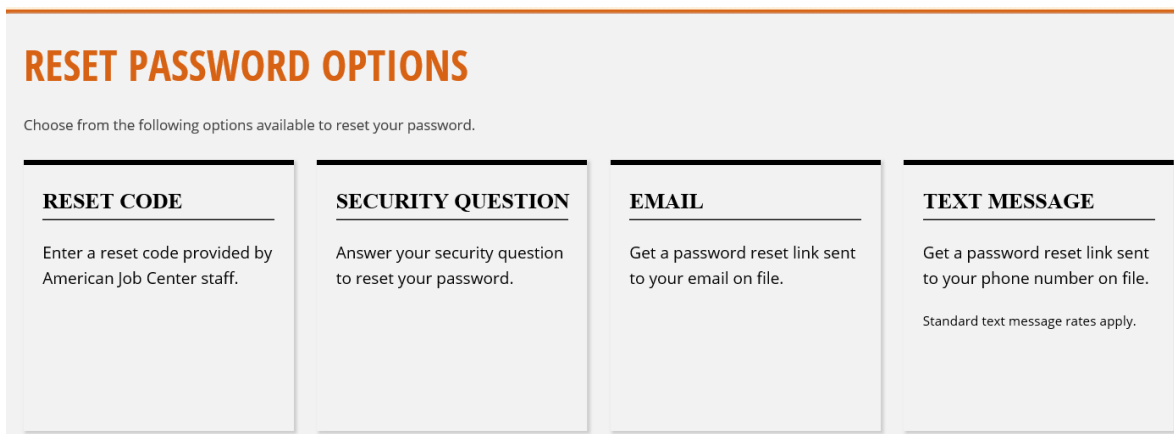 RESET PASSWORD OPTIONS
Choose from the following options available to reset your password.
RESET CODE
Enter a reset code provided by
American Job Center staff.
SECURITY QUESTION
Answer your security question
to reset your password.
EMAIL
Get a password reset link sent
to your email on file.
TEXT MESSAGE
Get a password reset link sent
to your phone number on file.
Standard text message rates apply.